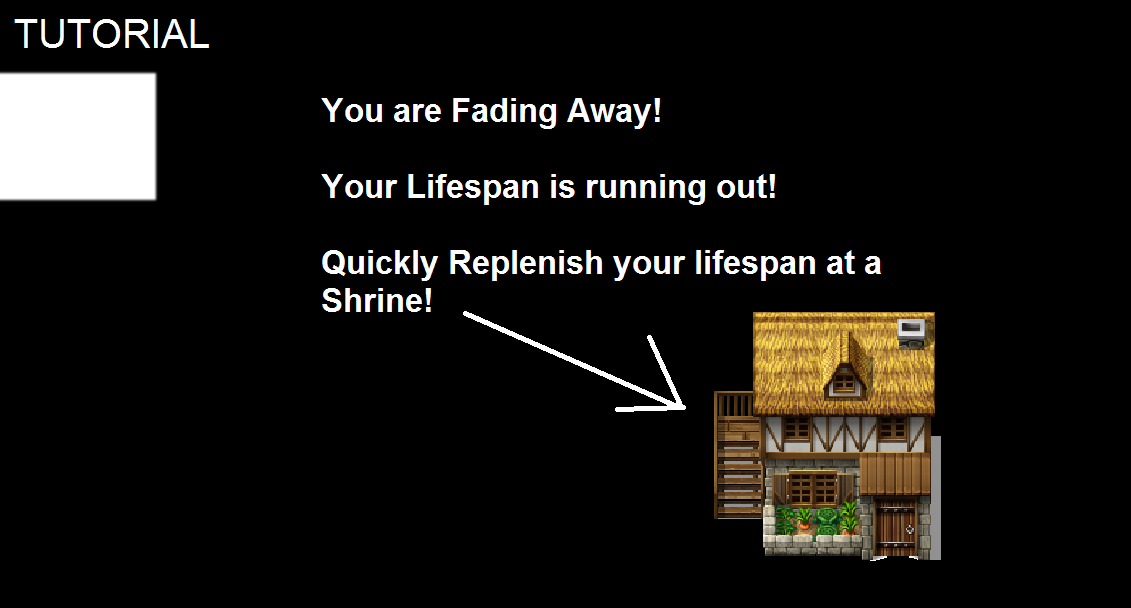 TUTORIAL
You are Fading Away!
Your Lifespan is running out!
Quickly Replenish your lifespan at a
Shrine!